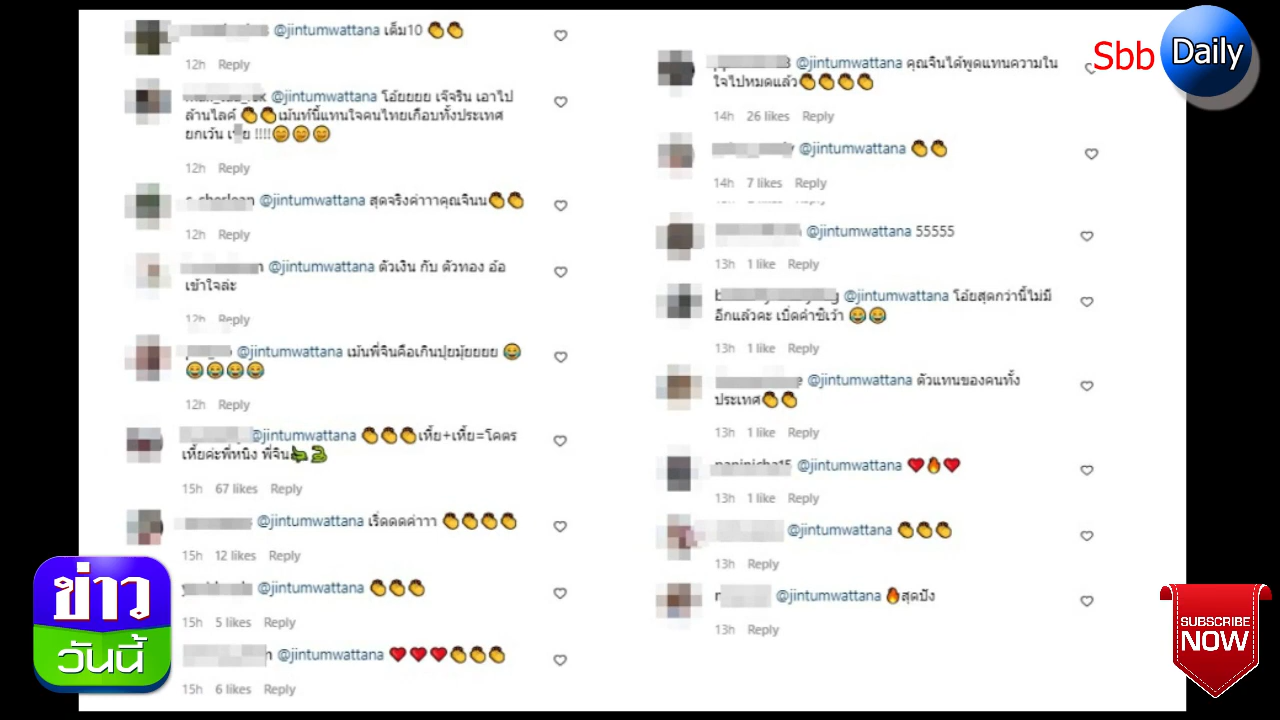 @jintumwattana เต็ม10 👏👏
12h Reply
@jintumwattana โอ๊ยยยย เจ๊จริน เอาไป
ล้านไลค์ 👏👏เม้นท์นี้แทนใจคนไทยเกือบทั้งประเทศ
ยกเว้น !!!!😊😊😊
12h Reply
@jintumwattana สุดจริงค่าาาคุณจินน👏👏
12h Reply
@jintumwattana ตัวเงิน กับ ตัวทอง อ๋อ
เข้าใจล่ะ
12h Reply
@jintumwattana เม้นพี่จินคือเกินปุยมุ้ยยยย 😂
😂😂😂😂
12h Reply
@jintumwattana 👏👏👏เหี้ย+เหี้ย=โคตร
เหี้ยค่ะพี่หนิง พี่จิน🐊🐍
15h 67 likes Reply
@jintumwattana เริ่ดดดค่าาา 👏👏👏👏
15h 12 likes Reply
@jintumwattana 👏👏👏
15h 5 likes Reply
@jintumwattana ❤❤❤👏👏👏
15h 6 likes Reply
@jintumwattana คุณจินได้พูดแทนความใน
ใจไปหมดแล้ว👏👏👏👏
14h 26 likes Reply
@jintumwattana 👏👏
14h 7 likes Reply
@jintumwattana 55555
13h 1 like Reply
@jintumwattana โอ้ยสุดกว่านี้ไม่มี
อีกแล้วคะ เบิ่ดคำซิเว้า 😂😂
13h 1 like Reply
@jintumwattana ตัวแทนของคนทั้ง
ประเทศ👏👏
13h 1 like Reply
@jintumwattana ❤🔥❤
13h 1 like Reply
@jintumwattana 👏👏👏
13h Reply
@jintumwattana 🔥สุดปัง
13h Reply
Sbb Daily
ข่าว
วันนี้
SUBSCRIBE
NOW